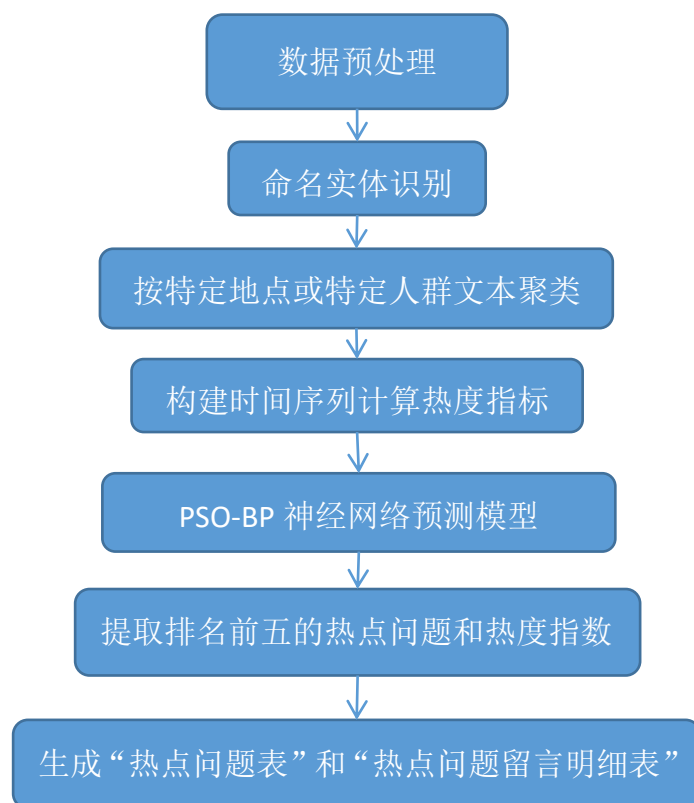 数据预处理
命名实体识别
按特定地点或特定人群文本聚类
构建时间序列计算热度指标
PSO-BP 神经网络预测模型
提取排名前五的热点问题和热度指数
生成“热点问题表”和“热点问题留言明细表”